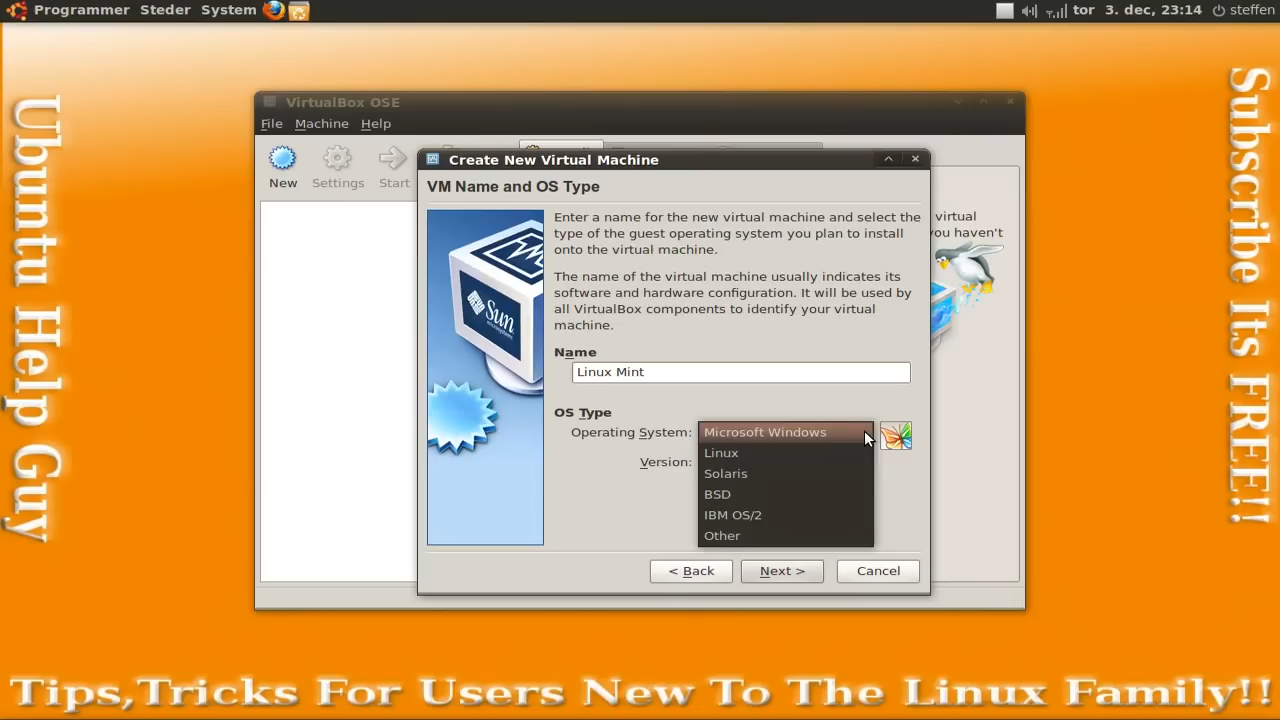 Programmer Steder System
tor 3. dec, 23:14 steffen
VirtualBox OSE
File Machine Help
New Settings Start
Create New Virtual Machine
VM Name and OS Type
Enter a name for the new virtual machine and select the
type of the guest operating system you plan to install
onto the virtual machine.
The name of the virtual machine usually indicates its
software and hardware configuration. It will be used by
all VirtualBox components to identify your virtual
machine.
Name
Linux Mint
OS Type
Operating System:
Microsoft Windows
Linux
Solaris
BSD
IBM OS/2
Other
Version:
< Back Next > Cancel
virtual
you haven't
Sun
microsystems
Ubuntu Help Guy
Subscribe Its FREE!!
Tips,Tricks For Users New To The Linux Family!!